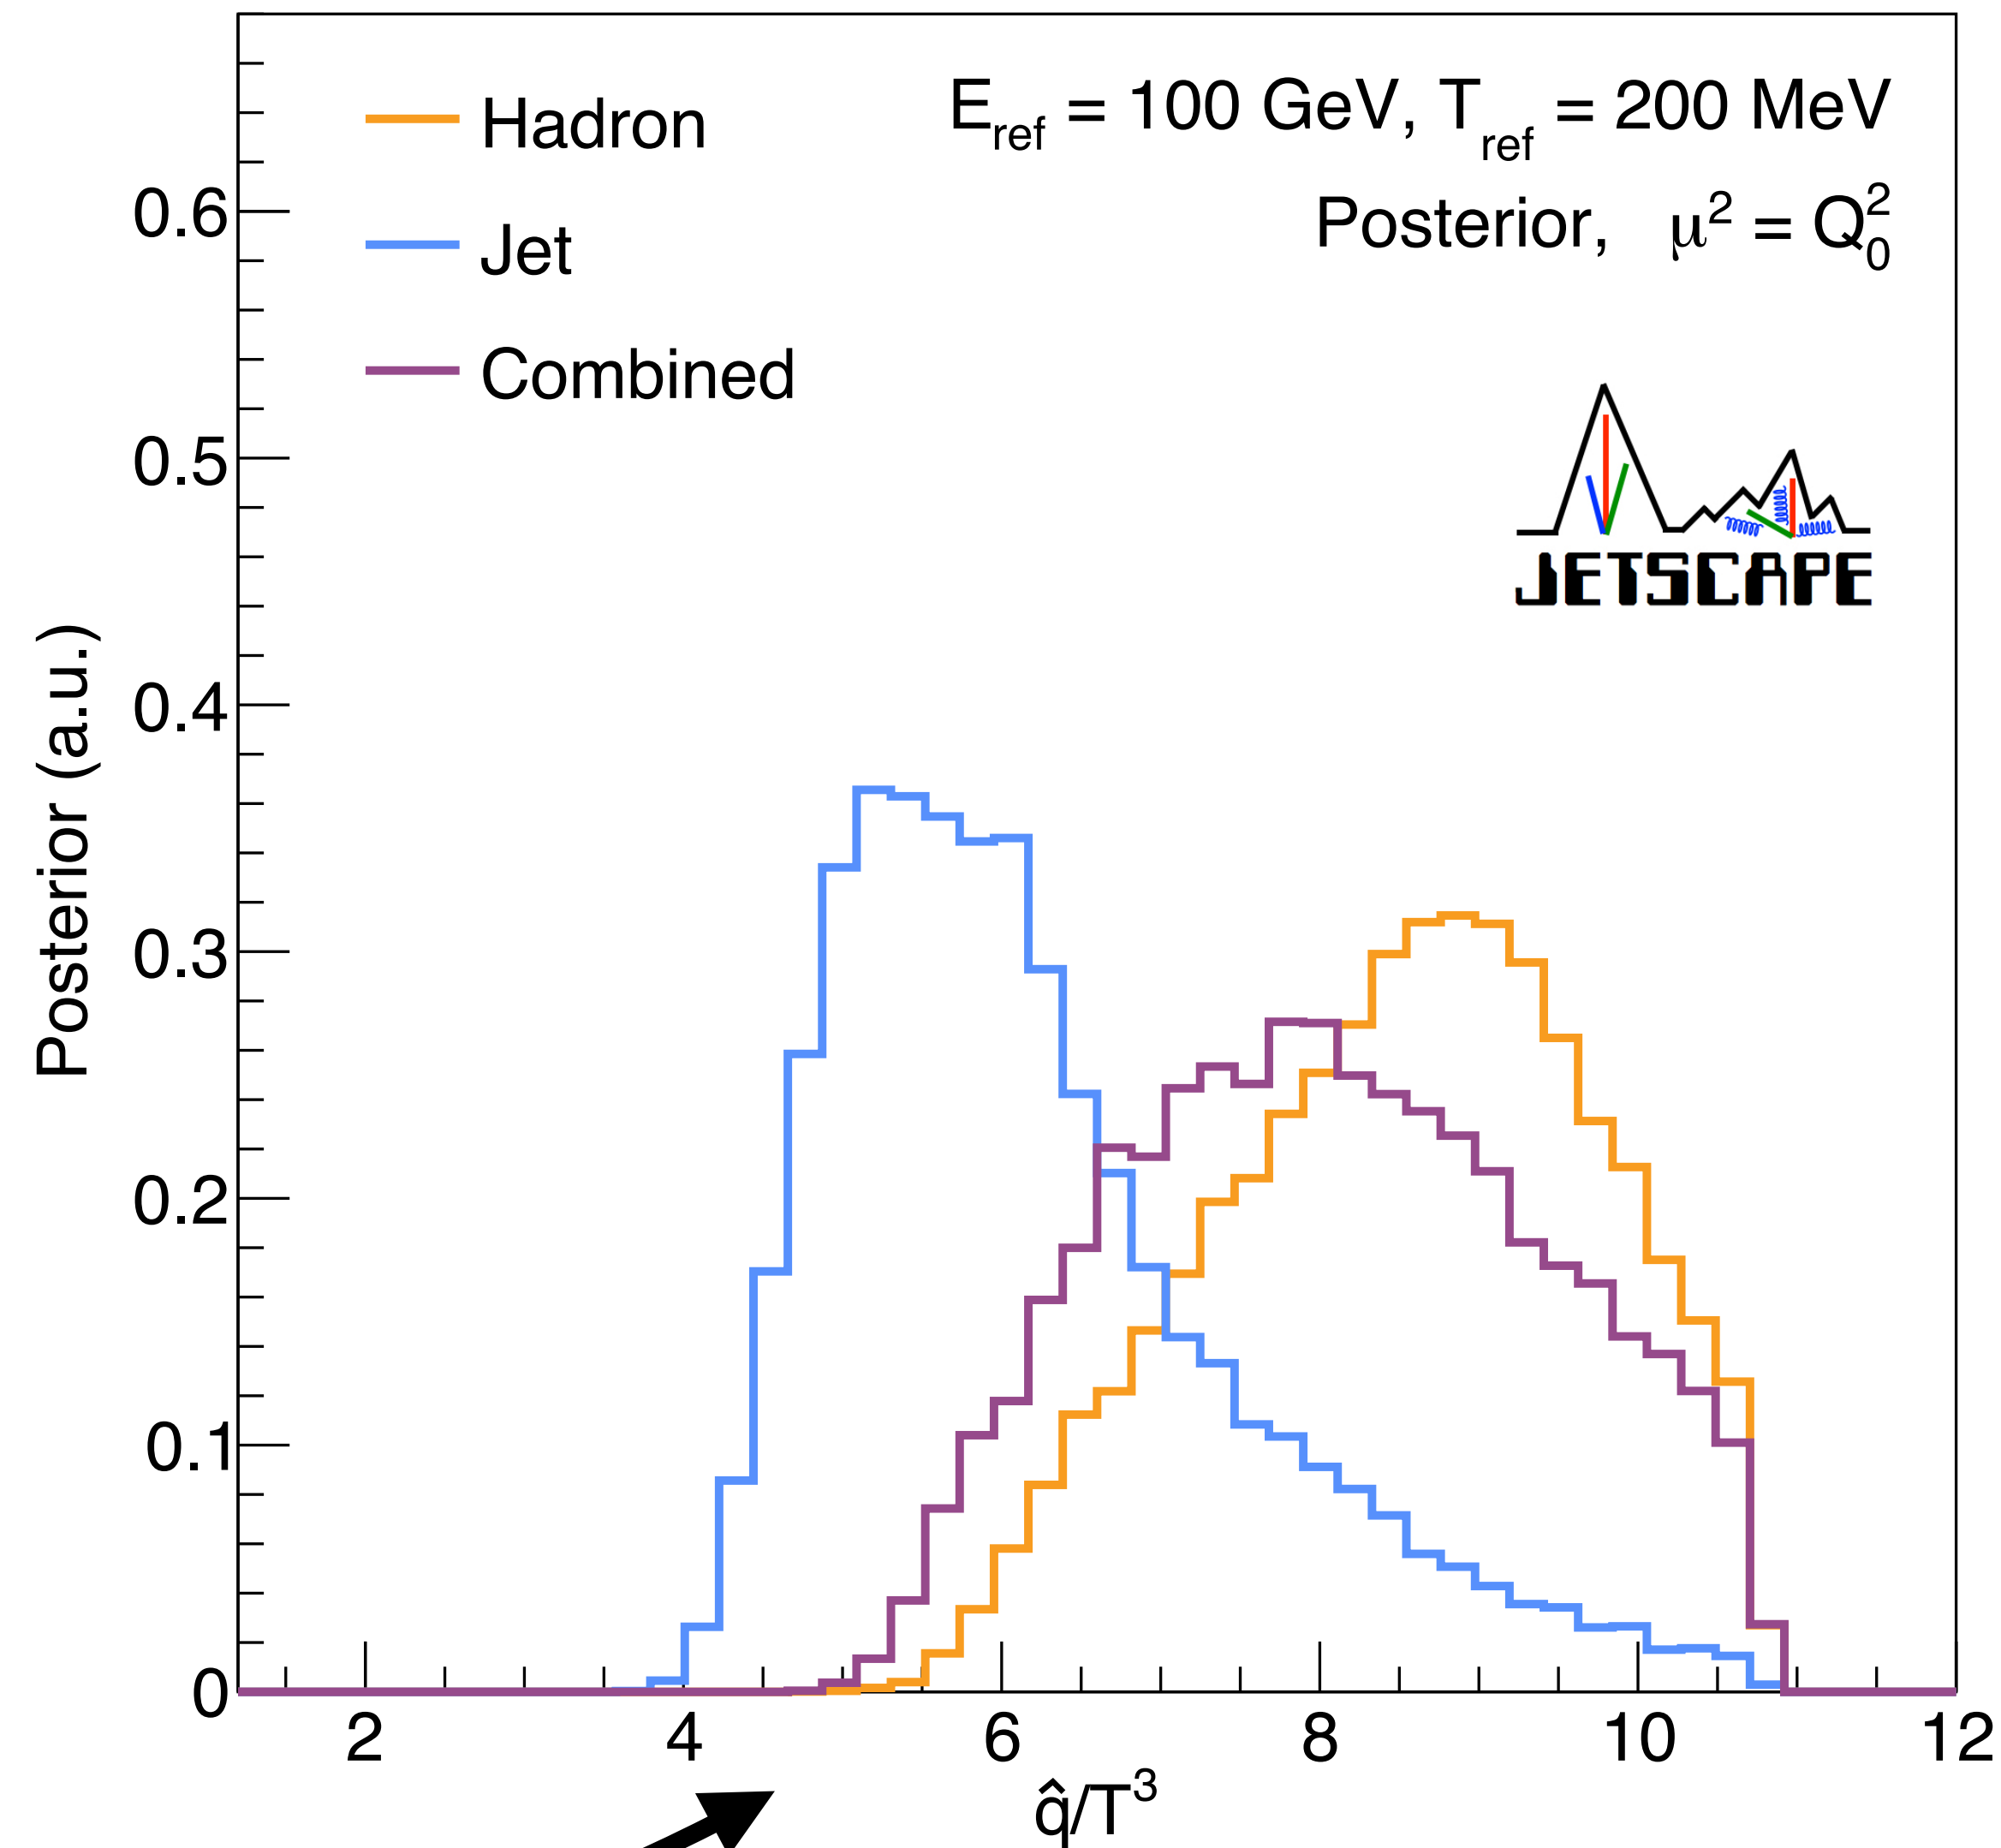 Hadron
Jet
Combined
E_ref = 100 GeV, T_ref = 200 MeV
Posterior, μ² = Q₀²
JETSCAPE
Posterior (a.u.)
0.6
0.5
0.4
0.3
0.2
0.1
0
2 4 6 8 10 12
q̂/T³